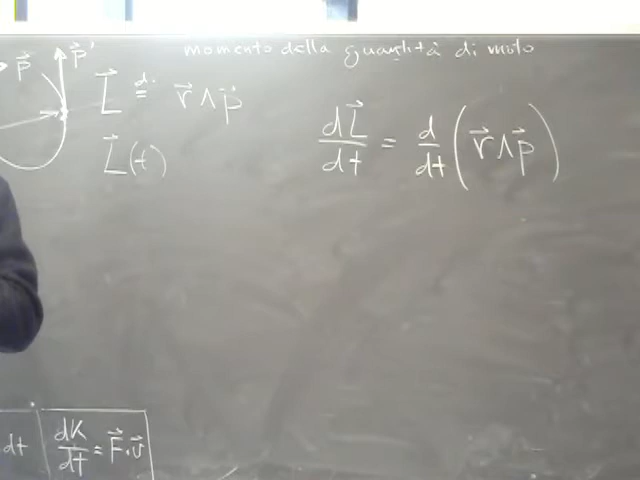 momento della quantità di moto
p⃗ p⃗'
L⃗ d. = r⃗ ∧ p⃗
L⃗(t)
dL⃗/dt = d/dt (r⃗ ∧ p⃗)
dt
dK/dt = F⃗ · v⃗